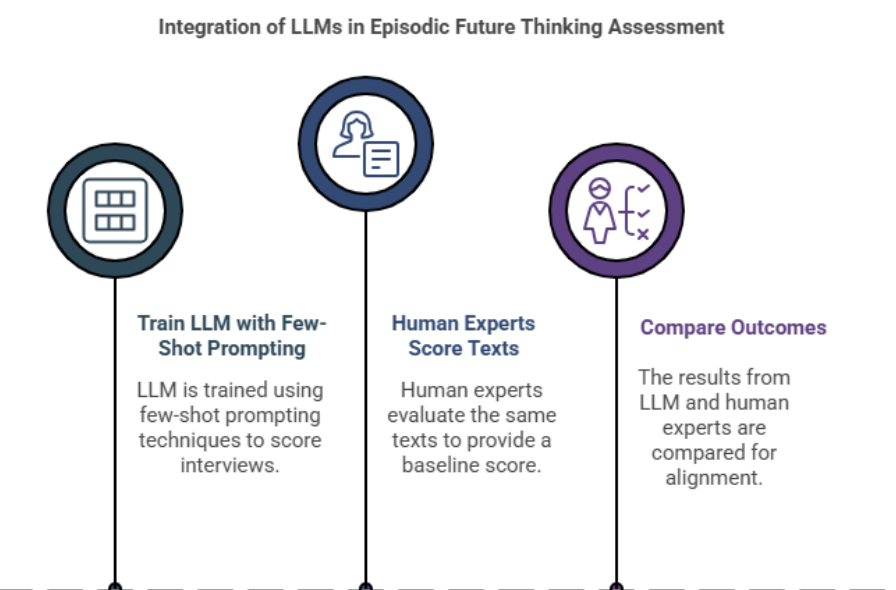 Integration of LLMs in Episodic Future Thinking Assessment
Train LLM with Few-
Shot Prompting
LLM is trained using
few-shot prompting
techniques to score
interviews.
Human Experts
Score Texts
Human experts
evaluate the same
texts to provide a
baseline score.
Compare Outcomes
The results from
LLM and human
experts are
compared for
alignment.